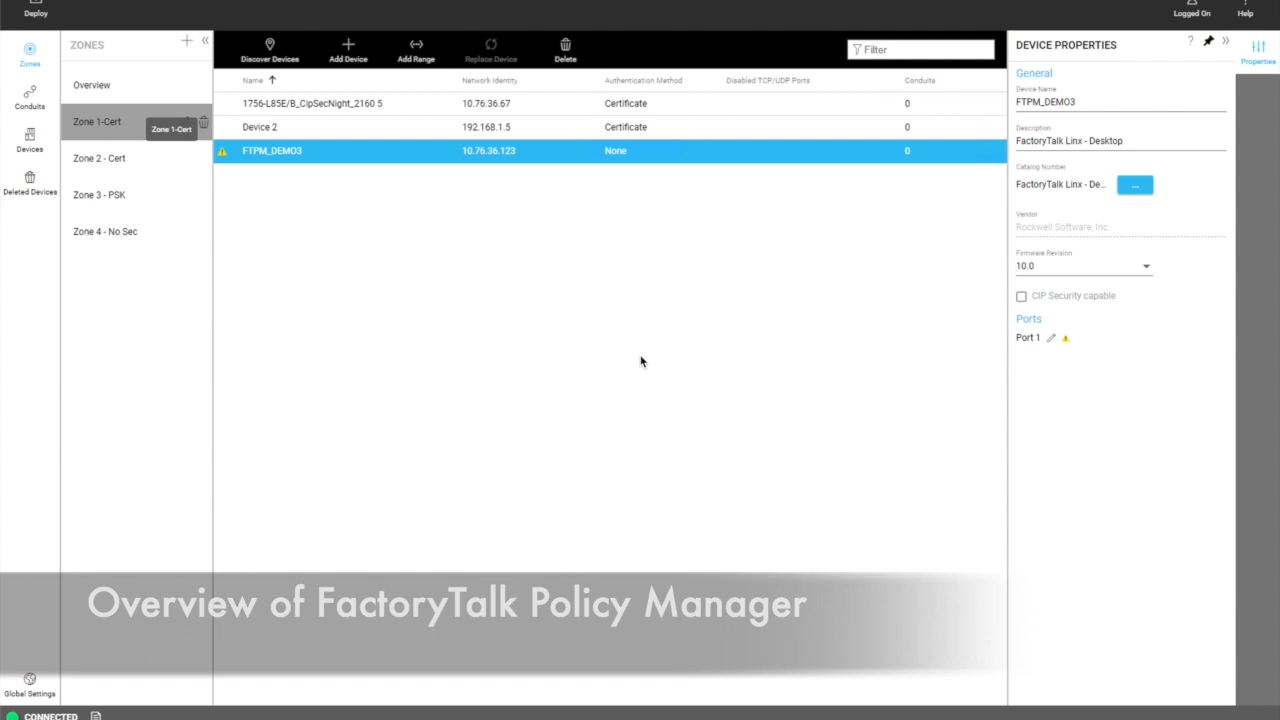 Deploy
Logged On
Help
Zones
Conduits
Devices
Deleted Devices
Global Settings
ZONES
Overview
Zone 1-Cert
Zone 1-Cert
Zone 2 - Cert
Zone 3 - PSK
Zone 4 - No Sec
Discover Devices
Add Device
Add Range
Replace Device
Delete
Filter
Name Network Identity Authentication Method Disabled TCP/UDP Ports Conduits
1756-L85E/B_CipSecNight_2160 5 10.76.36.67 Certificate 0
Device 2 192.168.1.5 Certificate 0
FTPM_DEMO3 10.76.36.123 None 0
DEVICE PROPERTIES
?
Properties
General
Device Name
FTPM_DEMO3
Description
FactoryTalk Linx - Desktop
Catalog Number
FactoryTalk Linx - De... ...
Vendor
Rockwell Software, Inc.
Firmware Revision
10.0
CIP Security capable
Ports
Port 1
Overview of FactoryTalk Policy Manager
CONNECTED